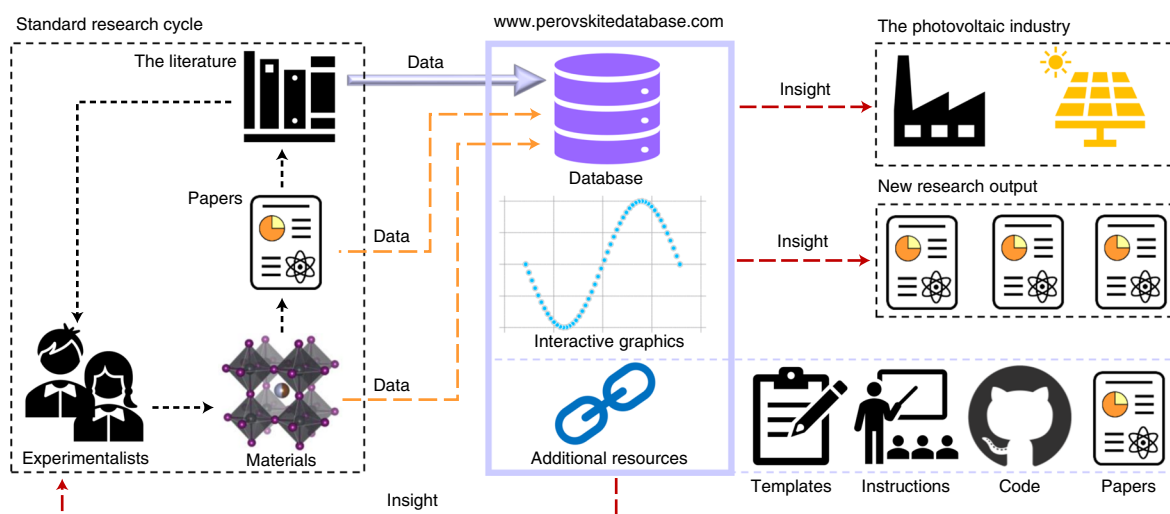 Standard research cycle
www.perovskitedatabase.com
The photovoltaic industry
The literature
Data
Insight
Database
Papers
New research output
Data
Insight
Interactive graphics
Data
Experimentalists
Materials
Additional resources
Templates
Instructions
Code
Papers
Insight